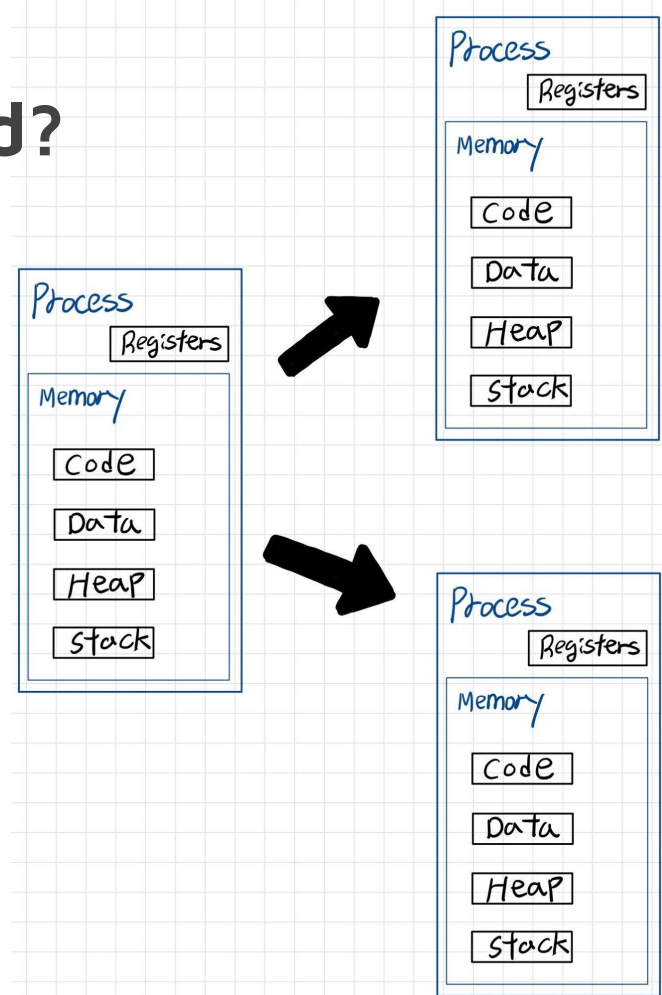 d?
Process
Registers
Memory
Code
Data
Heap
Stack
Process
Registers
Memory
Code
Data
Heap
Stack
Process
Registers
Memory
Code
Data
Heap
Stack